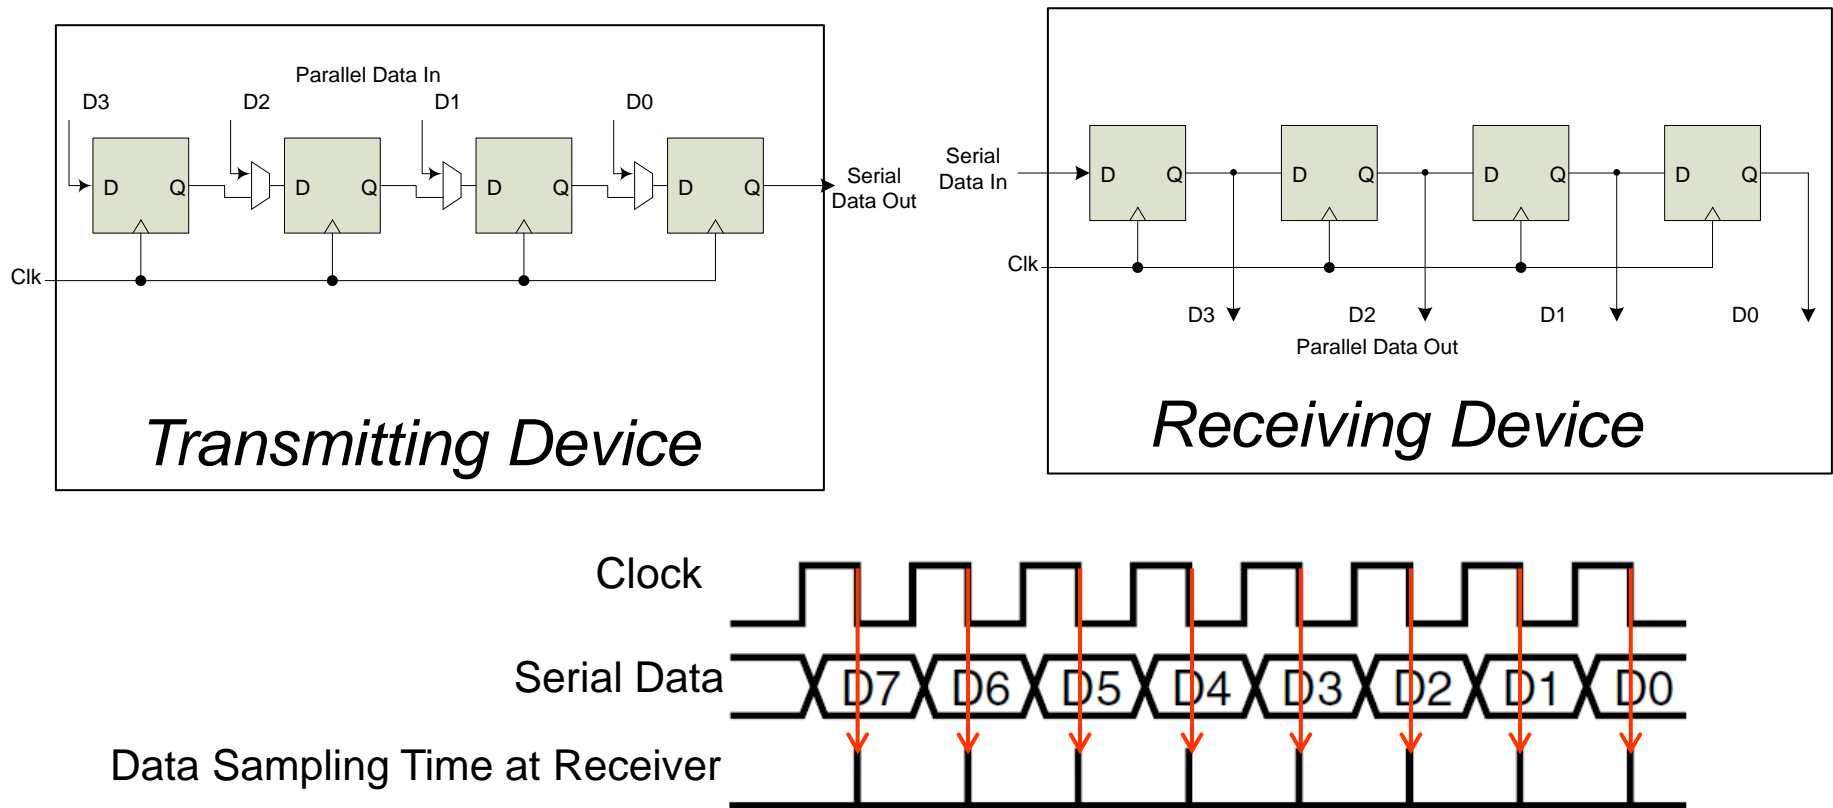 Parallel Data In
D3 D2 D1 D0
D Q D Q D Q D Q
Serial
Data Out
Clk
Transmitting Device
Serial
Data In
D Q D Q D Q D Q
Clk
D3 D2 D1 D0
Parallel Data Out
Receiving Device
Clock
Serial Data D7 D6 D5 D4 D3 D2 D1 D0
Data Sampling Time at Receiver